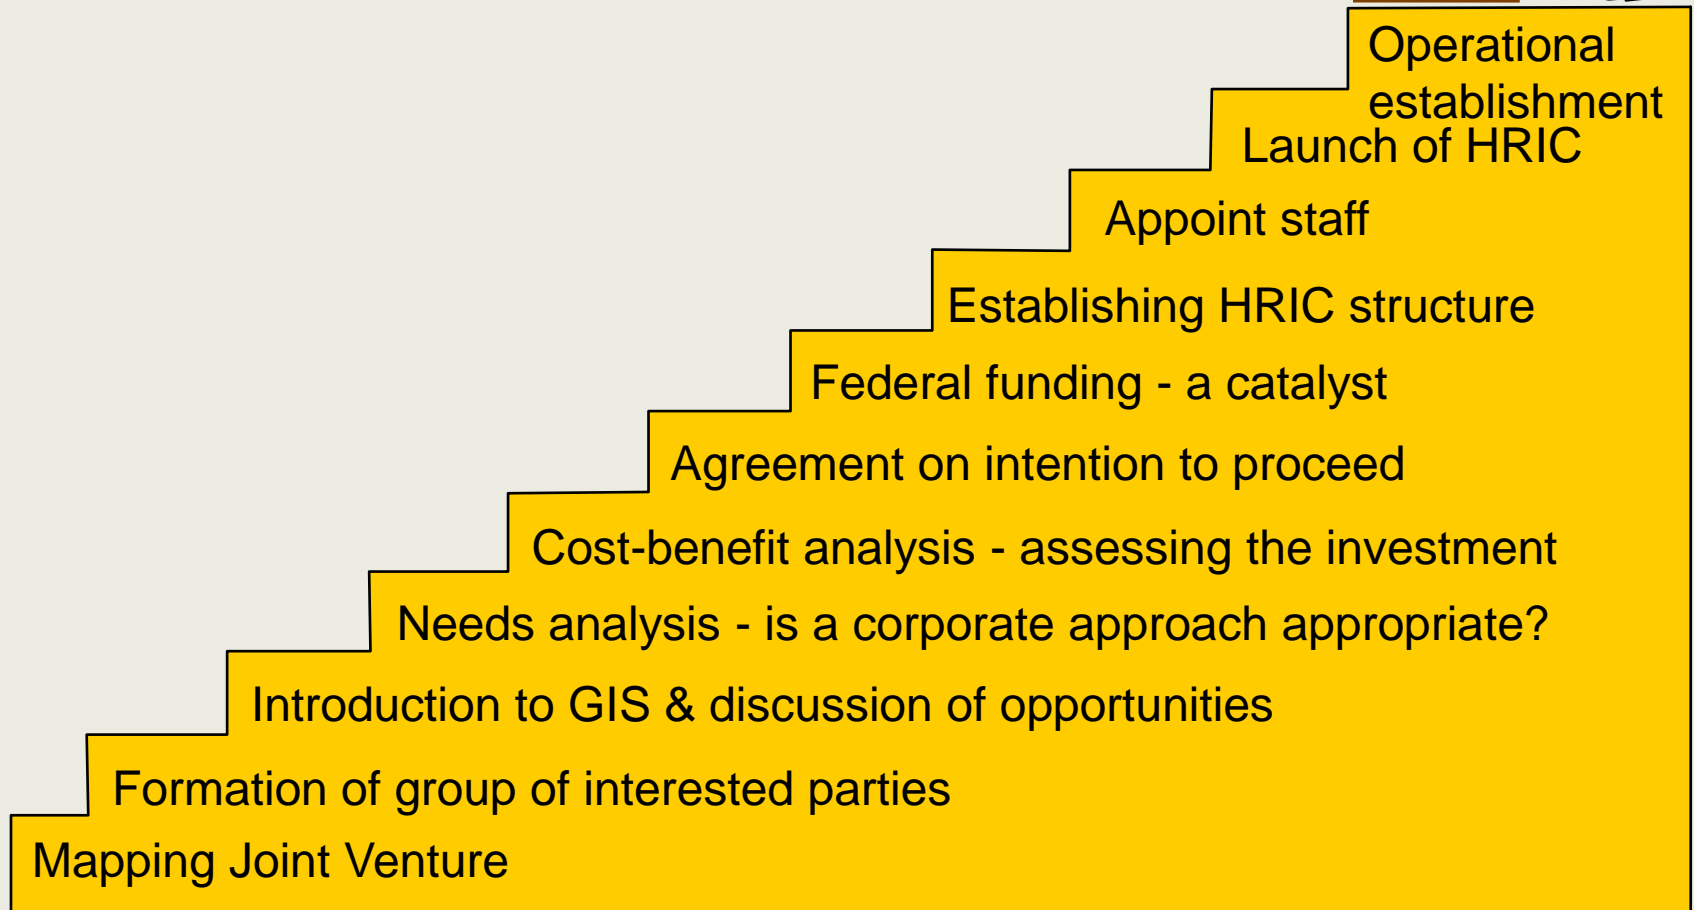 Operational
establishment
Launch of HRIC
Appoint staff
Establishing HRIC structure
Federal funding - a catalyst
Agreement on intention to proceed
Cost-benefit analysis - assessing the investment
Needs analysis - is a corporate approach appropriate?
Introduction to GIS & discussion of opportunities
Formation of group of interested parties
Mapping Joint Venture